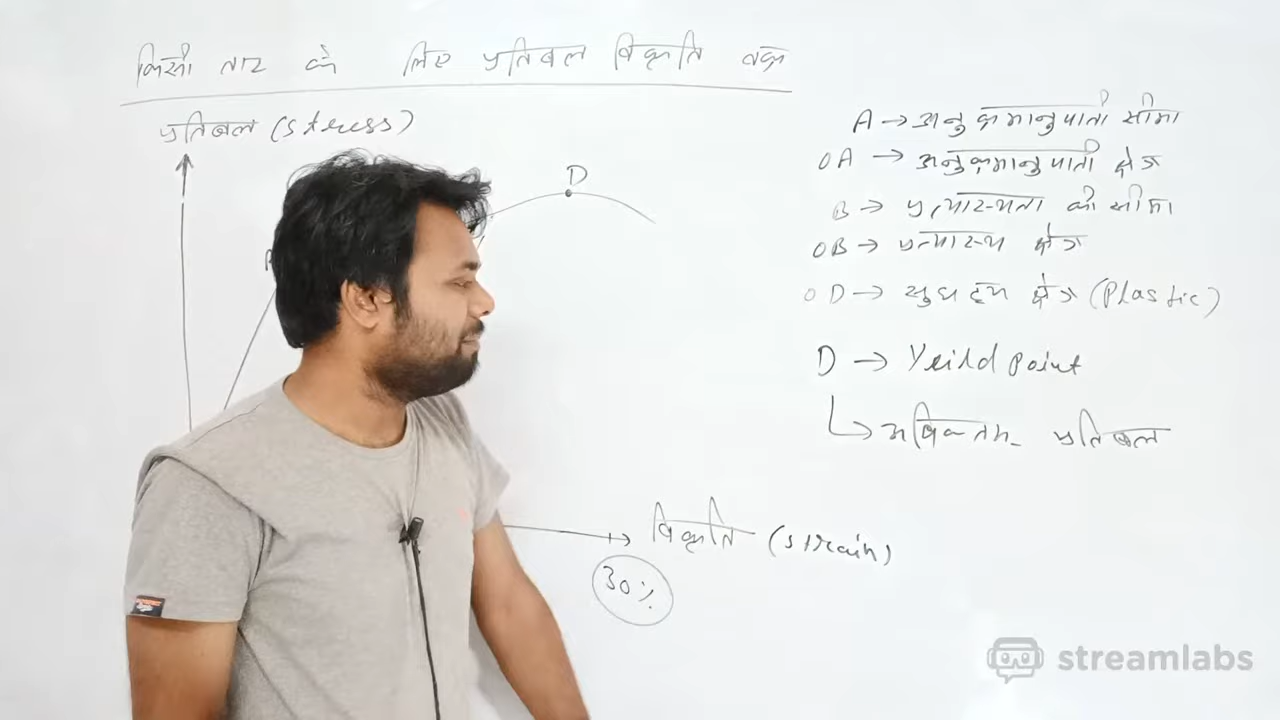 किसी तार के लिए प्रतिबल विकृति वक्र
प्रतिबल (stress)
D
विकृति (strain)
30%
A → अनुक्रमानुपाती सीमा
OA → अनुक्रमानुपाती क्षेत्र
B → प्रत्यास्थता की सीमा
OB → प्रत्यास्थ क्षेत्र
OD → सुघट्य क्षेत्र (Plastic)
D → Yeild point
↳ अधिकतम प्रतिबल
streamlabs